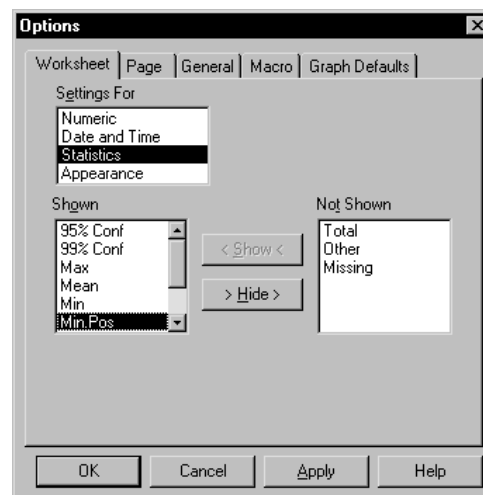 Options
Worksheet Page General Macro Graph Defaults
Settings For
Numeric
Date and Time
Statistics
Appearance
Shown
Not Shown
95% Conf
99% Conf
Max
Mean
Min
Min.Pos
< Show <
> Hide >
Total
Other
Missing
OK Cancel Apply Help